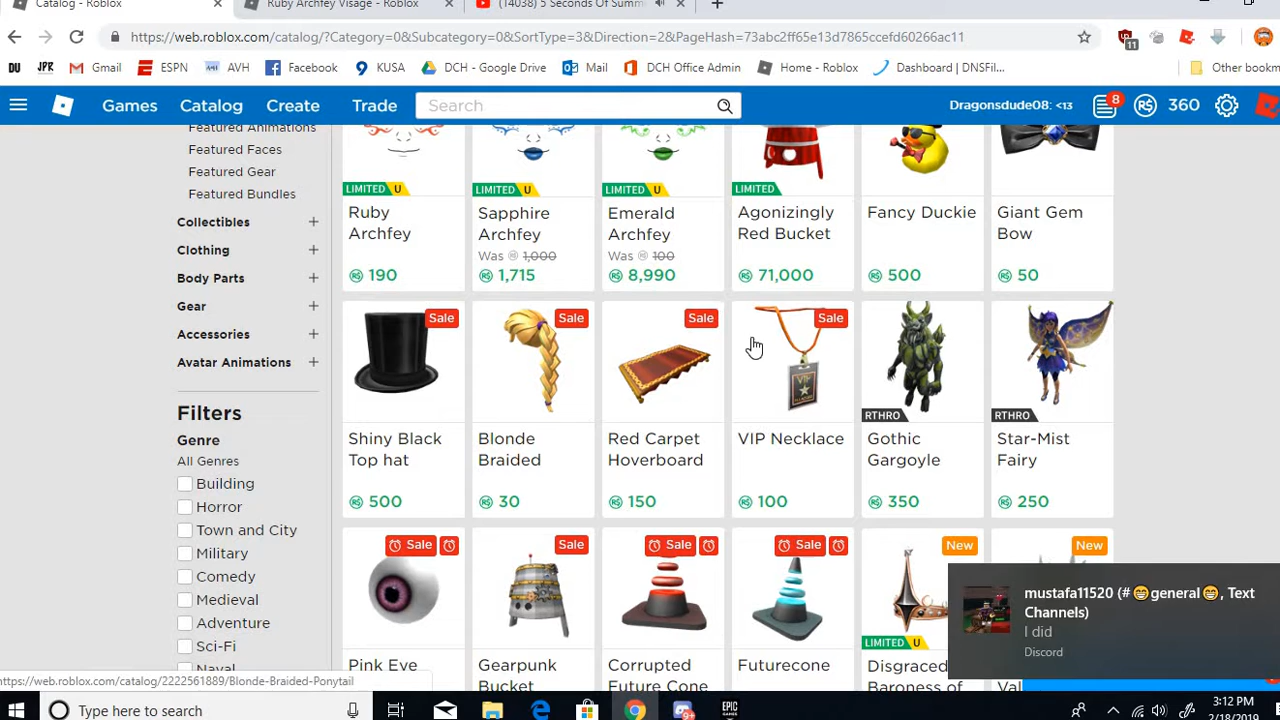 Catalog - Roblox
Ruby Archfey Visage - Roblox
(14038) 5 Seconds Of Summ
https://web.roblox.com/catalog/?Category=0&Subcategory=0&SortType=3&Direction=2&PageHash=73abc2ff65e13d7865ccefd60266ac11
11
DU
JPR
Gmail
ESPN
AVH
Facebook
KUSA
DCH - Google Drive
Mail
DCH Office Admin
Home - Roblox
Dashboard | DNSFil...
Other bookm
Games
Catalog
Create
Trade
Search
Dragonsdude08: <13
8
360
Featured Animations
Featured Faces
Featured Gear
Featured Bundles
Collectibles +
Clothing +
Body Parts +
Gear +
Accessories +
Avatar Animations +
Filters
Genre
All Genres
Building
Horror
Town and City
Military
Comedy
Medieval
Adventure
Sci-Fi
Naval
LIMITED U
Ruby
Archfey
R$ 190
LIMITED U
Sapphire
Archfey
Was R$ 1,000
R$ 1,715
LIMITED U
Emerald
Archfey
Was R$ 100
R$ 8,990
LIMITED
Agonizingly
Red Bucket
R$ 71,000
Fancy Duckie
R$ 500
Giant Gem
Bow
R$ 50
Sale
Shiny Black
Top hat
R$ 500
Sale
Blonde
Braided
R$ 30
Sale
Red Carpet
Hoverboard
R$ 150
Sale
VIP
VIP Necklace
R$ 100
RTHRO
Gothic
Gargoyle
R$ 350
RTHRO
Star-Mist
Fairy
R$ 250
Sale
Pink Eye
Sale
Gearpunk
Bucket
Sale
Corrupted
Future Cone
Sale
Futurecone
New
LIMITED U
Disgraced
Baroness of
New
Val
mustafa11520 (#😁general😁, Text
Channels)
I did
Discord
https://web.roblox.com/catalog/2222561889/Blonde-Braided-Ponytail
Type here to search
9+
EPIC
GAMES
3:12 PM
2/18/2019